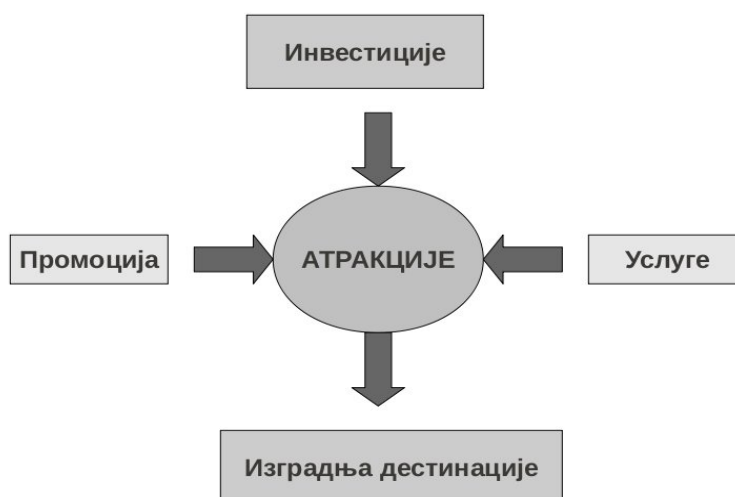 Инвестиције
Промоција
АТРАКЦИЈЕ
Услуге
Изградња дестинације